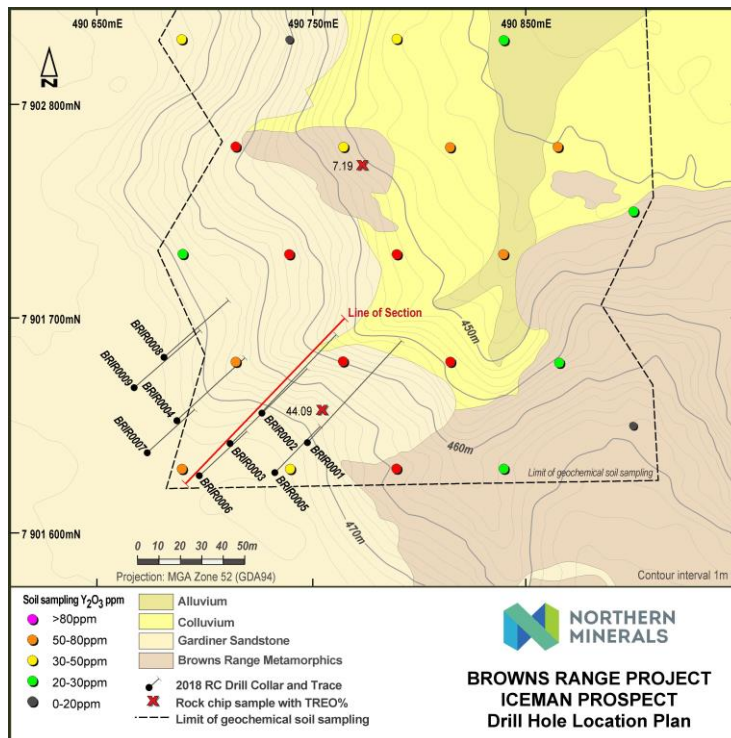 490 650mE
490 750mE
490 850mE
N
7 902 800mN
7.19
Line of Section
7 901 700mN
450m
BRIR0008
BRIR0009
BRIR0004
BRIR0007
44.09
BRIR0002
BRIR0001
BRIR0003
BRIR0006
BRIR0005
460m
470m
Limit of geochemical soil sampling
7 901 600mN
0 10 20 30 40 50m
Projection: MGA Zone 52 (GDA94)
Contour interval 1m
Soil sampling Y2O3 ppm
>80ppm
50-80ppm
30-50ppm
20-30ppm
0-20ppm
Alluvium
Colluvium
Gardiner Sandstone
Browns Range Metamorphics
2018 RC Drill Collar and Trace
Rock chip sample with TREO%
Limit of geochemical soil sampling
NORTHERN
MINERALS
BROWNS RANGE PROJECT
ICEMAN PROSPECT
Drill Hole Location Plan